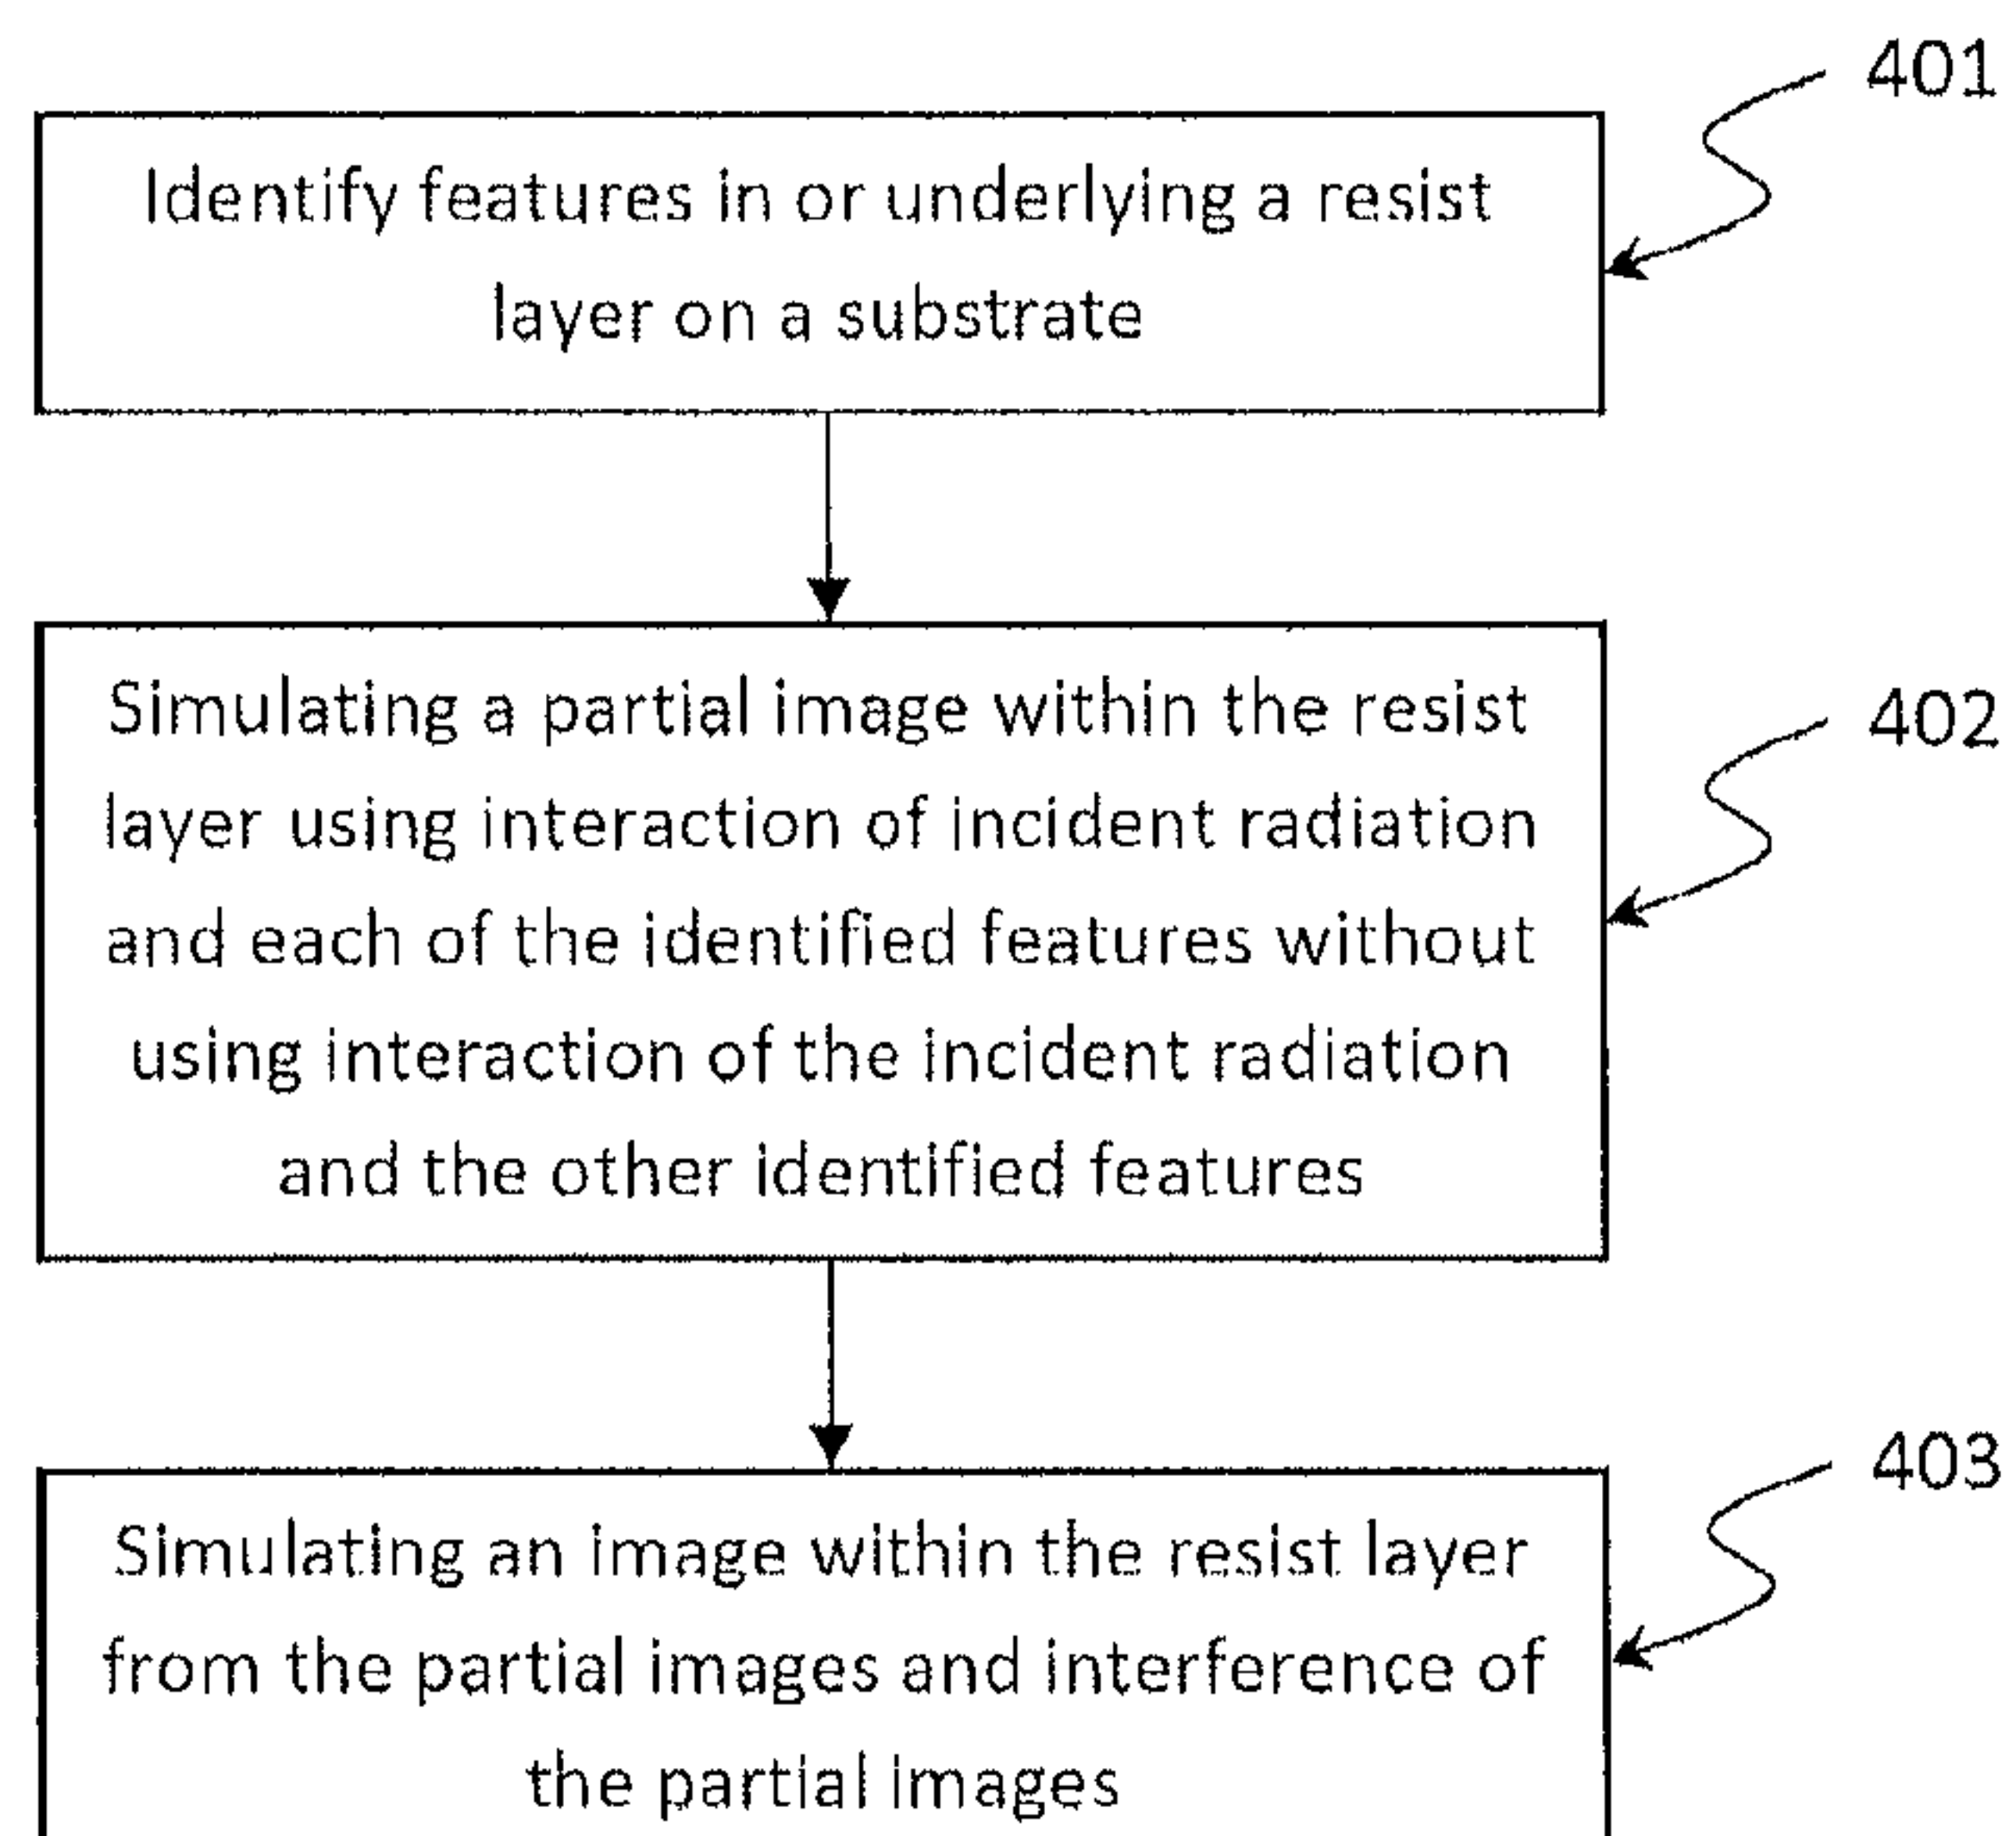 401
Identify features in or underlying a resist
layer on a substrate
402
Simulating a partial image within the resist
layer using interaction of incident radiation
and each of the identified features without
using interaction of the incident radiation
and the other identified features
403
Simulating an image within the resist layer
from the partial images and interference of
the partial images